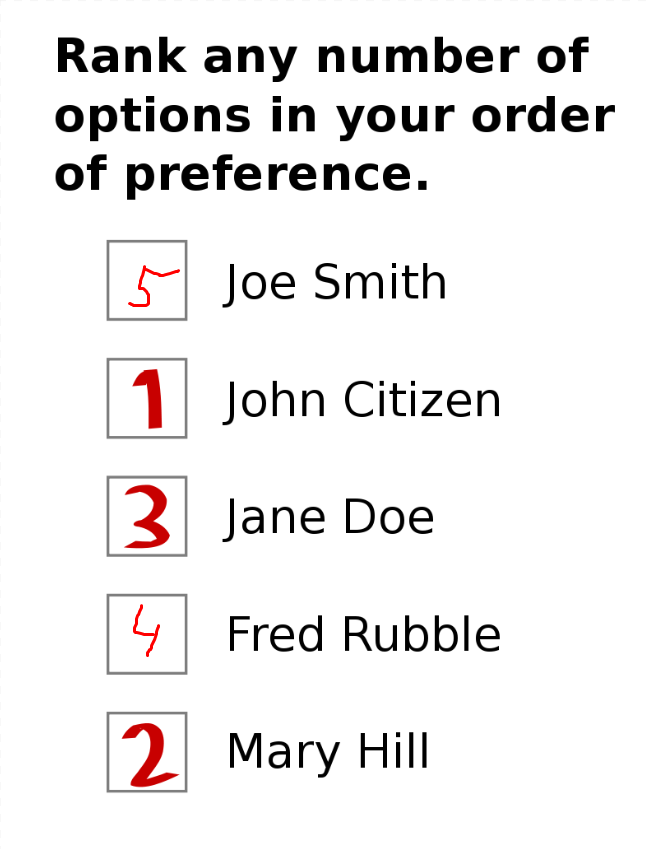 Rank any number of
options in your order
of preference.
5 Joe Smith
1 John Citizen
3 Jane Doe
4 Fred Rubble
2 Mary Hill